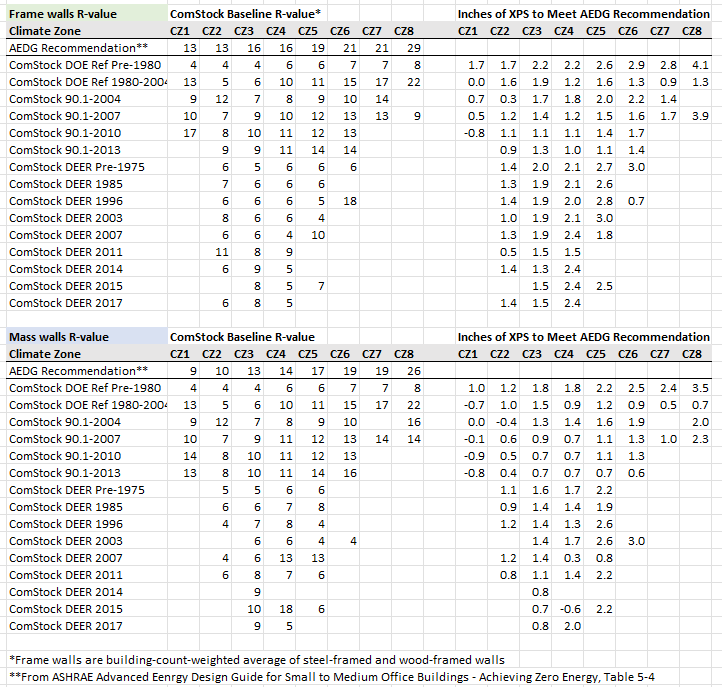 Frame walls R-value ComStock Baseline R-value* Inches of XPS to Meet AEDG Recommendation
Climate Zone CZ1 CZ2 CZ3 CZ4 CZ5 CZ6 CZ7 CZ8 CZ1 CZ2 CZ3 CZ4 CZ5 CZ6 CZ7 CZ8
AEDG Recommendation** 13 13 16 16 19 21 21 29
ComStock DOE Ref Pre-1980 4 4 4 6 6 7 7 8 1.7 1.7 2.2 2.2 2.6 2.9 2.8 4.1
ComStock DOE Ref 1980-2004 13 5 6 10 11 15 17 22 0.0 1.6 1.9 1.2 1.6 1.3 0.9 1.3
ComStock 90.1-2004 9 12 7 8 9 10 14 0.7 0.3 1.7 1.8 2.0 2.2 1.4
ComStock 90.1-2007 10 7 9 10 12 13 13 9 0.5 1.2 1.4 1.2 1.5 1.6 1.7 3.9
ComStock 90.1-2010 17 8 10 11 12 13 -0.8 1.1 1.1 1.1 1.4 1.7
ComStock 90.1-2013 9 9 11 14 14 0.9 1.3 1.0 1.1 1.4
ComStock DEER Pre-1975 6 5 6 6 6 1.4 2.0 2.1 2.7 3.0
ComStock DEER 1985 7 6 6 6 1.3 1.9 2.1 2.6
ComStock DEER 1996 6 6 6 5 18 1.4 1.9 2.0 2.8 0.7
ComStock DEER 2003 8 6 6 4 1.0 1.9 2.1 3.0
ComStock DEER 2007 6 6 4 10 1.3 1.9 2.4 1.8
ComStock DEER 2011 11 8 9 0.5 1.5 1.5
ComStock DEER 2014 6 9 5 1.4 1.3 2.4
ComStock DEER 2015 8 5 7 1.5 2.4 2.5
ComStock DEER 2017 6 8 5 1.4 1.5 2.4
Mass walls R-value ComStock Baseline R-value Inches of XPS to Meet AEDG Recommendation
Climate Zone CZ1 CZ2 CZ3 CZ4 CZ5 CZ6 CZ7 CZ8 CZ1 CZ2 CZ3 CZ4 CZ5 CZ6 CZ7 CZ8
AEDG Recommendation** 9 10 13 14 17 19 19 26
ComStock DOE Ref Pre-1980 4 4 4 6 6 7 7 8 1.0 1.2 1.8 1.8 2.2 2.5 2.4 3.5
ComStock DOE Ref 1980-2004 13 5 6 10 11 15 17 22 -0.7 1.0 1.5 0.9 1.2 0.9 0.5 0.7
ComStock 90.1-2004 9 12 7 8 9 10 16 0.0 -0.4 1.3 1.4 1.6 1.9 2.0
ComStock 90.1-2007 10 7 9 11 12 13 14 14 -0.1 0.6 0.9 0.7 1.1 1.3 1.0 2.3
ComStock 90.1-2010 14 8 10 11 12 13 -0.9 0.5 0.7 0.7 1.1 1.3
ComStock 90.1-2013 13 8 10 11 14 16 -0.8 0.4 0.7 0.7 0.7 0.6
ComStock DEER Pre-1975 5 5 6 6 1.1 1.6 1.7 2.2
ComStock DEER 1985 6 6 7 8 0.9 1.4 1.4 1.9
ComStock DEER 1996 4 7 8 4 1.2 1.4 1.3 2.6
ComStock DEER 2003 6 6 4 4 1.4 1.7 2.6 3.0
ComStock DEER 2007 4 6 13 13 1.2 1.4 0.3 0.8
ComStock DEER 2011 6 8 7 6 0.8 1.1 1.4 2.2
ComStock DEER 2014 9 0.8
ComStock DEER 2015 10 18 6 0.7 -0.6 2.2
ComStock DEER 2017 9 5 0.8 2.0
*Frame walls are building-count-weighted average of steel-framed and wood-framed walls
**From ASHRAE Advanced Eenrgy Design Guide for Small to Medium Office Buildings - Achieving Zero Energy, Table 5-4